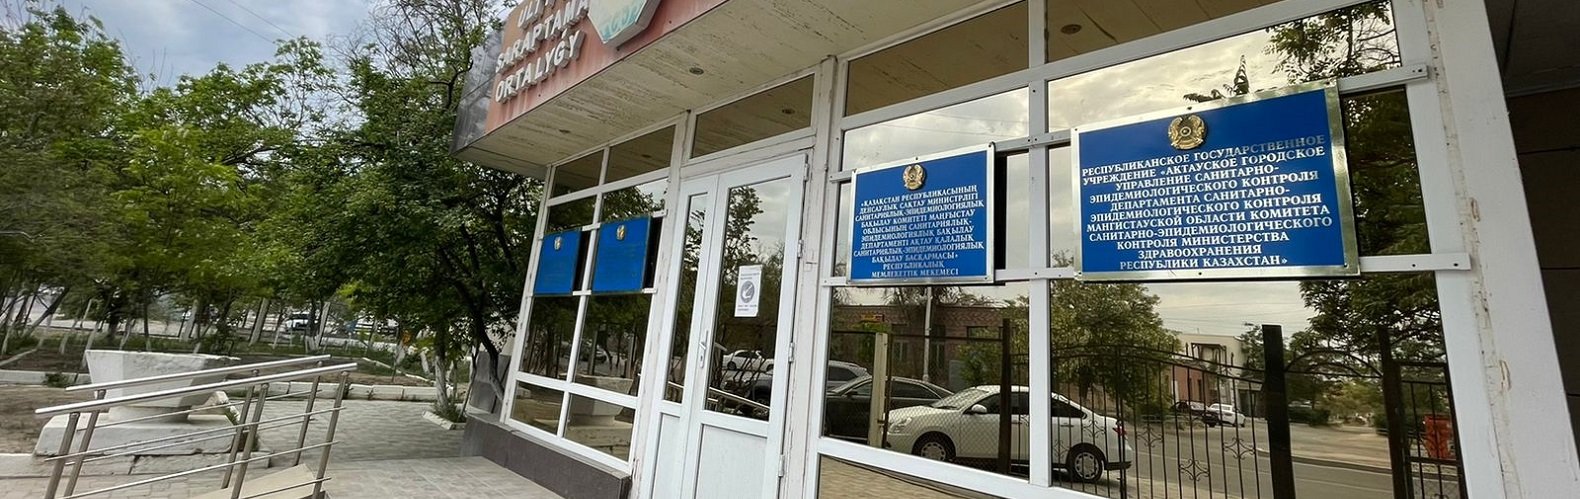 ULTTYQ
SARAPTAMA
ORTALYǴY
«ҚАЗАҚСТАН РЕСПУБЛИКАСЫНЫҢ
ДЕНСАУЛЫҚ САҚТАУ МИНИСТРЛІГІ
САНИТАРИЯЛЫҚ-ЭПИДЕМИОЛОГИЯЛЫҚ
БАҚЫЛАУ КОМИТЕТІ МАҢҒЫСТАУ
ОБЛЫСЫНЫҢ САНИТАРИЯЛЫҚ-
ЭПИДЕМИОЛОГИЯЛЫҚ БАҚЫЛАУ
ДЕПАРТАМЕНТІ АҚТАУ ҚАЛАЛЫҚ
САНИТАРИЯЛЫҚ-ЭПИДЕМИОЛОГИЯЛЫҚ
БАҚЫЛАУ БАСҚАРМАСЫ»
РЕСПУБЛИКАЛЫҚ
МЕМЛЕКЕТТІК МЕКЕМЕСІ
РЕСПУБЛИКАНСКОЕ ГОСУДАРСТВЕННОЕ
УЧРЕЖДЕНИЕ «АКТАУСКОЕ ГОРОДСКОЕ
УПРАВЛЕНИЕ САНИТАРНО-
ЭПИДЕМИОЛОГИЧЕСКОГО КОНТРОЛЯ
ДЕПАРТАМЕНТА САНИТАРНО-
ЭПИДЕМИОЛОГИЧЕСКОГО КОНТРОЛЯ
МАНГИСТАУСКОЙ ОБЛАСТИ КОМИТЕТА
САНИТАРНО-ЭПИДЕМИОЛОГИЧЕСКОГО
КОНТРОЛЯ МИНИСТЕРСТВА
ЗДРАВООХРАНЕНИЯ
РЕСПУБЛИКИ КАЗАХСТАН»